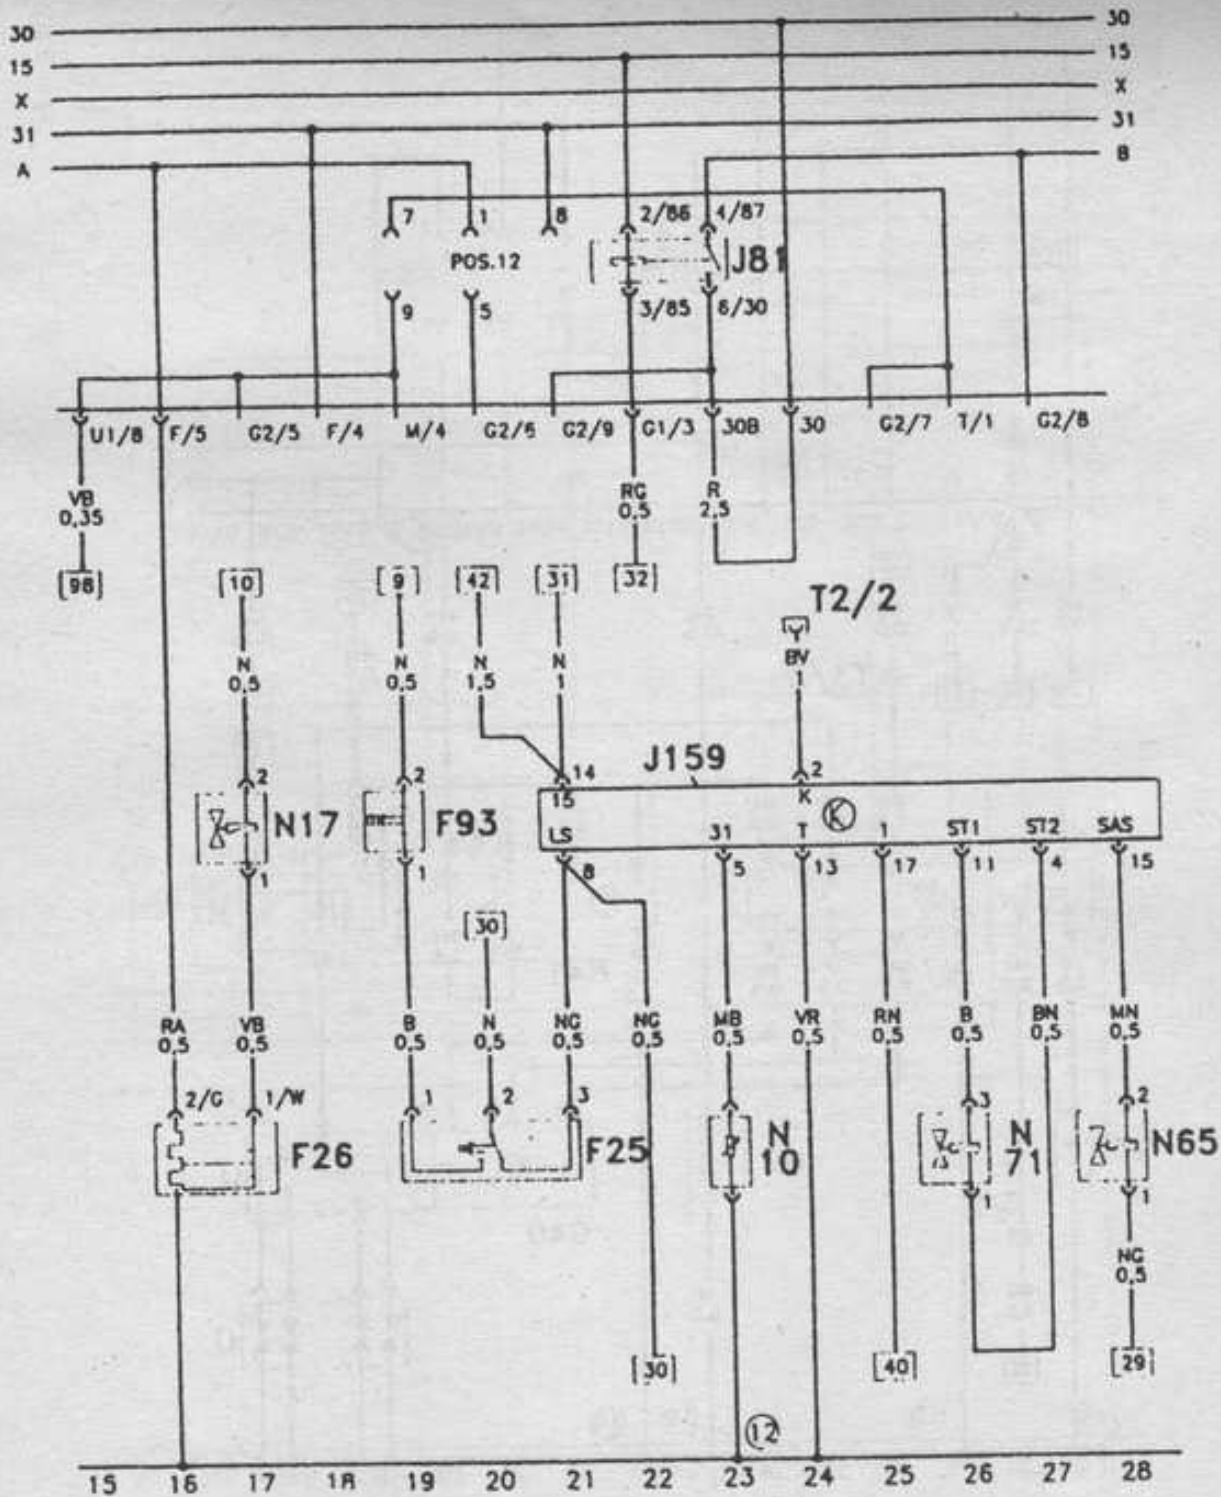 30 30
15 15
X X
31 31
A B
7 1 8 2/86 4/87
POS.12 J81
9 5 3/85 6/30
U1/8 F/5 G2/5 F/4 M/4 G2/6 G2/9 G1/3 30B 30 G2/7 T/1 G2/8
VB 0,35 RG 0,5 R 2,5
[98] [10] [9] [42] [31] [32]
T2/2
N 0,5 N 0,5 N 1,5 N 1 BV 1
J159
2 2 14 2
15 K
N17 F93 K
LS 31 T 1 ST1 ST2 SAS
1 1 8 5 13 17 11 4 15
[30]
RA 0,5 VB 0,5 B 0,5 N 0,5 NG 0,5 NG 0,5 MB 0,5 VR 0,5 RN 0,5 B 0,5 BN 0,5 MN 0,5
2/G 1/W 1 2 3 3 2
F26 F25 N 10 N 71 N65
1 1
NG 0,5
[30] [40] [29]
12
15 16 17 18 19 20 21 22 23 24 25 26 27 28